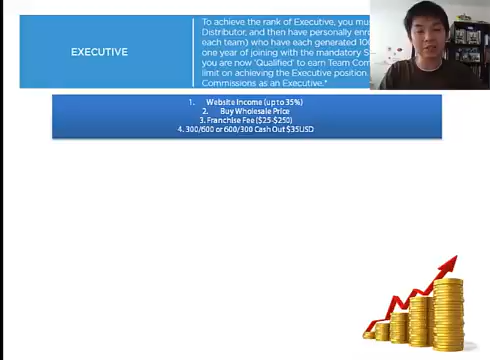 EXECUTIVE
To achieve the rank of Executive, you mus
Distributor, and then have personally enro
each team) who have each generated 100
one year of joining with the mandatory S
you are now 'Qualified' to earn Team Com
limit on achieving the Executive position.
Commissions as an Executive.*
1. Website Income (up to 35%)
2. Buy Wholesale Price
3. Franchise Fee ($25-$250)
4. 300/600 or 600/300 Cash Out $35USD